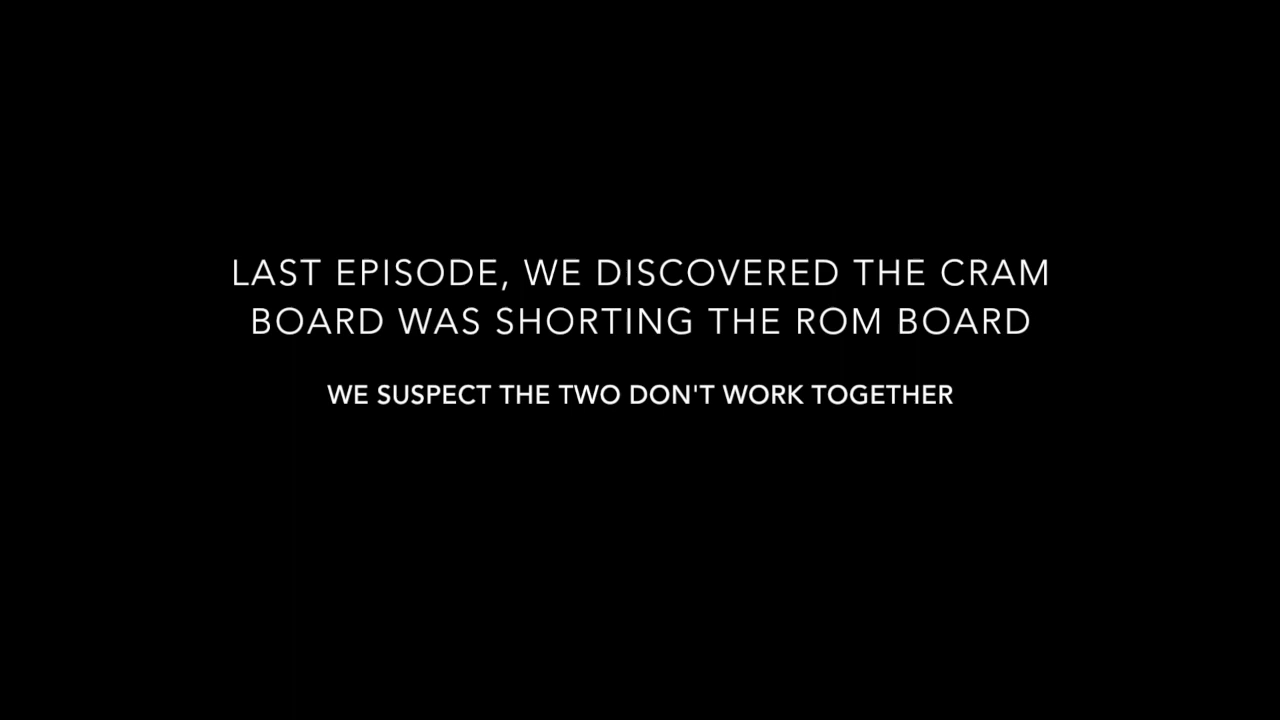 LAST EPISODE, WE DISCOVERED THE CRAM
BOARD WAS SHORTING THE ROM BOARD
WE SUSPECT THE TWO DON'T WORK TOGETHER